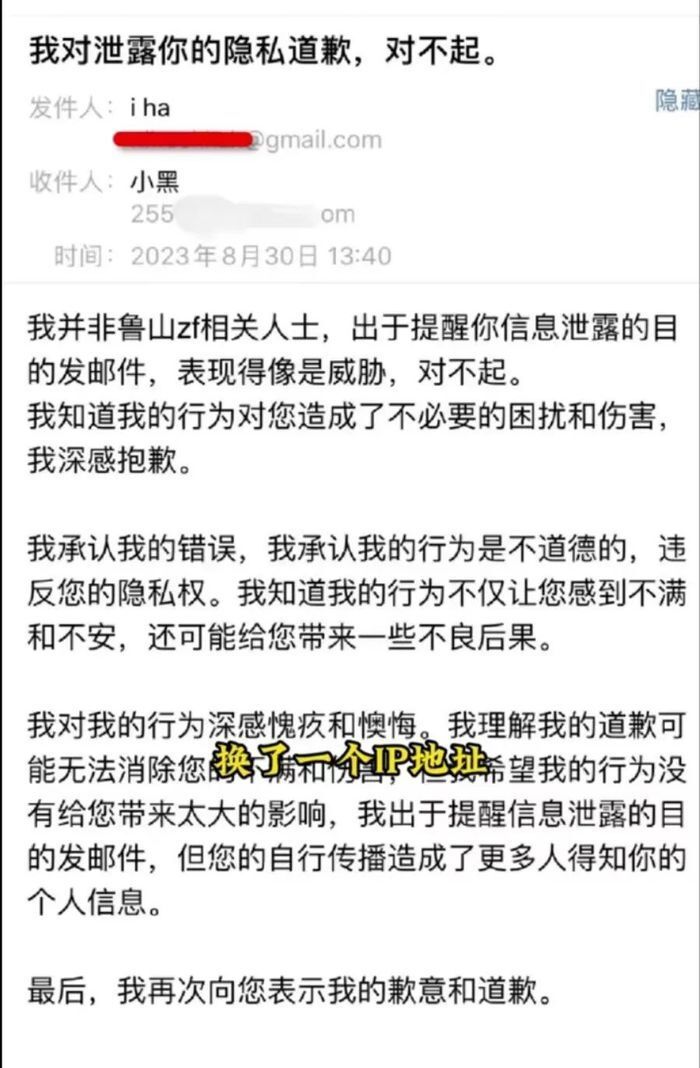 我对泄露你的隐私道歉，对不起。
发件人： i ha
隐藏
@gmail.com
收件人： 小黑
255 om
时间： 2023年8月30日 13:40
我并非鲁山zf相关人士，出于提醒你信息泄露的目
的发邮件，表现得像是威胁，对不起。
我知道我的行为对您造成了不必要的困扰和伤害，
我深感抱歉。
我承认我的错误，我承认我的行为是不道德的，违
反您的隐私权。我知道我的行为不仅让您感到不满
和不安，还可能给您带来一些不良后果。
我对我的行为深感愧疚和懊悔。我理解我的道歉可
能无法消除您的 满和伤害，但我希望我的行为没
换了一个IP地址
有给您带来太大的影响，我出于提醒信息泄露的目
的发邮件，但您的自行传播造成了更多人得知你的
个人信息。
最后，我再次向您表示我的歉意和道歉。